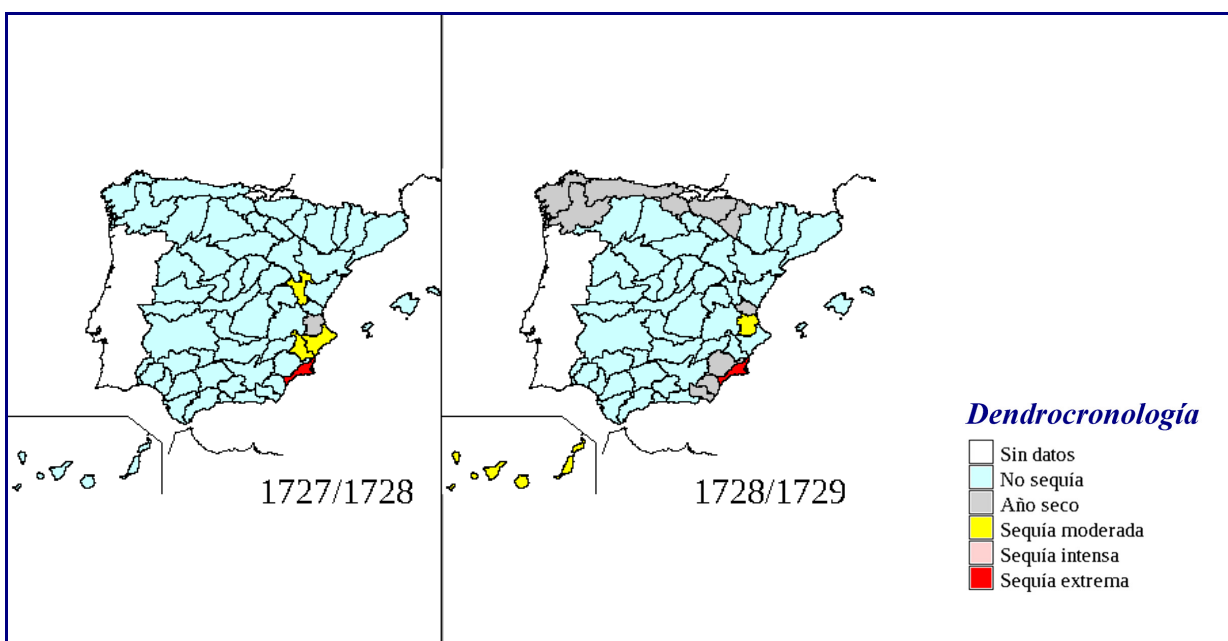 1727/1728
1728/1729
Dendrocronología
Sin datos
No sequía
Año seco
Sequía moderada
Sequía intensa
Sequía extrema